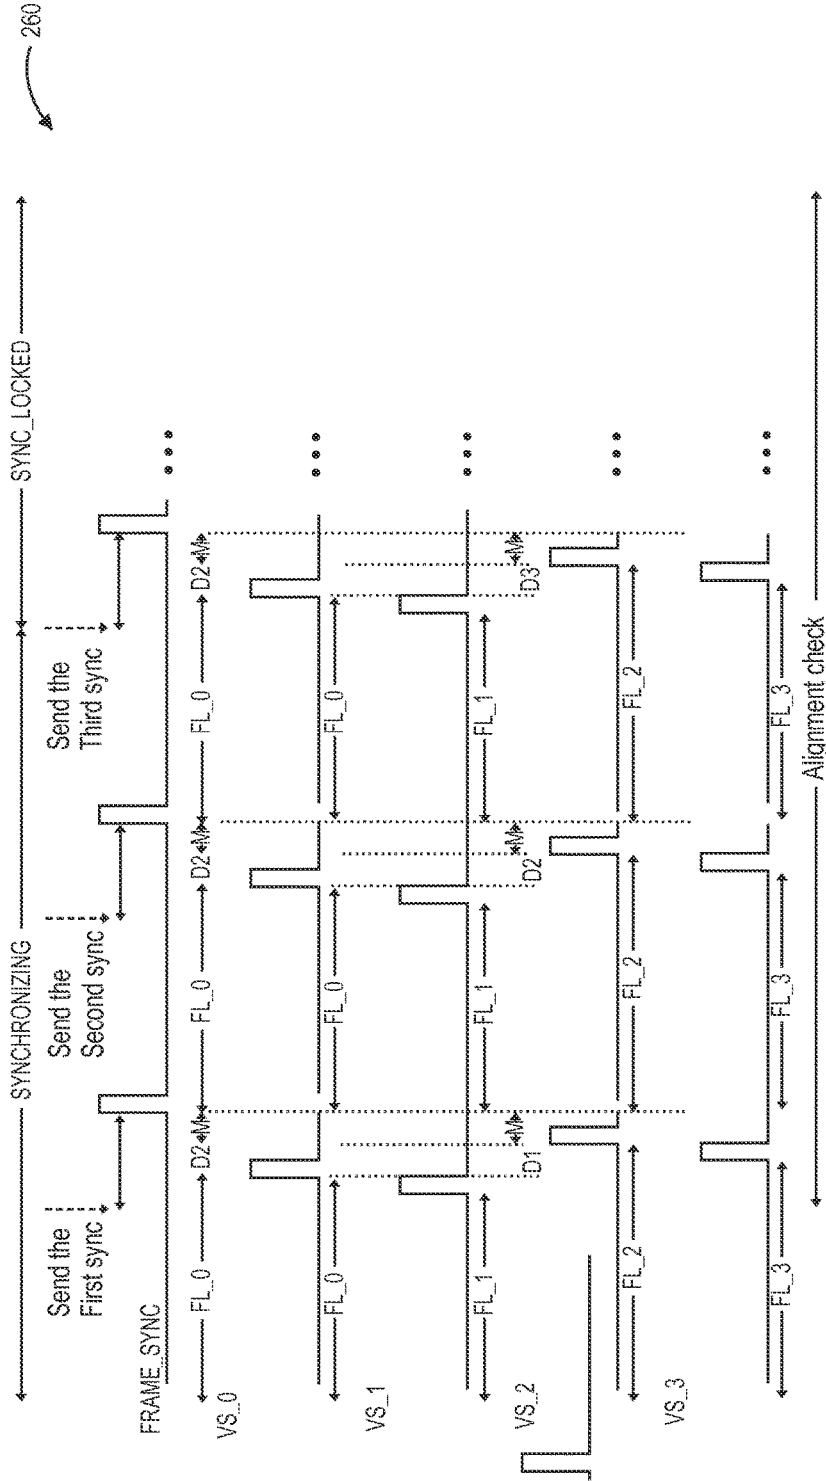 260
SYNCHRONIZING
SYNC_LOCKED
Send the
First sync
Send the
Second sync
Send the
Third sync
FRAME_SYNC
FL_0 D2 M FL_0 D2 M FL_0 D2 M
VS_0
FL_0 FL_0 FL_0
VS_1
FL_1 FL_1 FL_1
M M M
VS_2
D1 D2 D3
FL_2 FL_2 FL_2
VS_3
FL_3 FL_3 FL_3
Alignment check